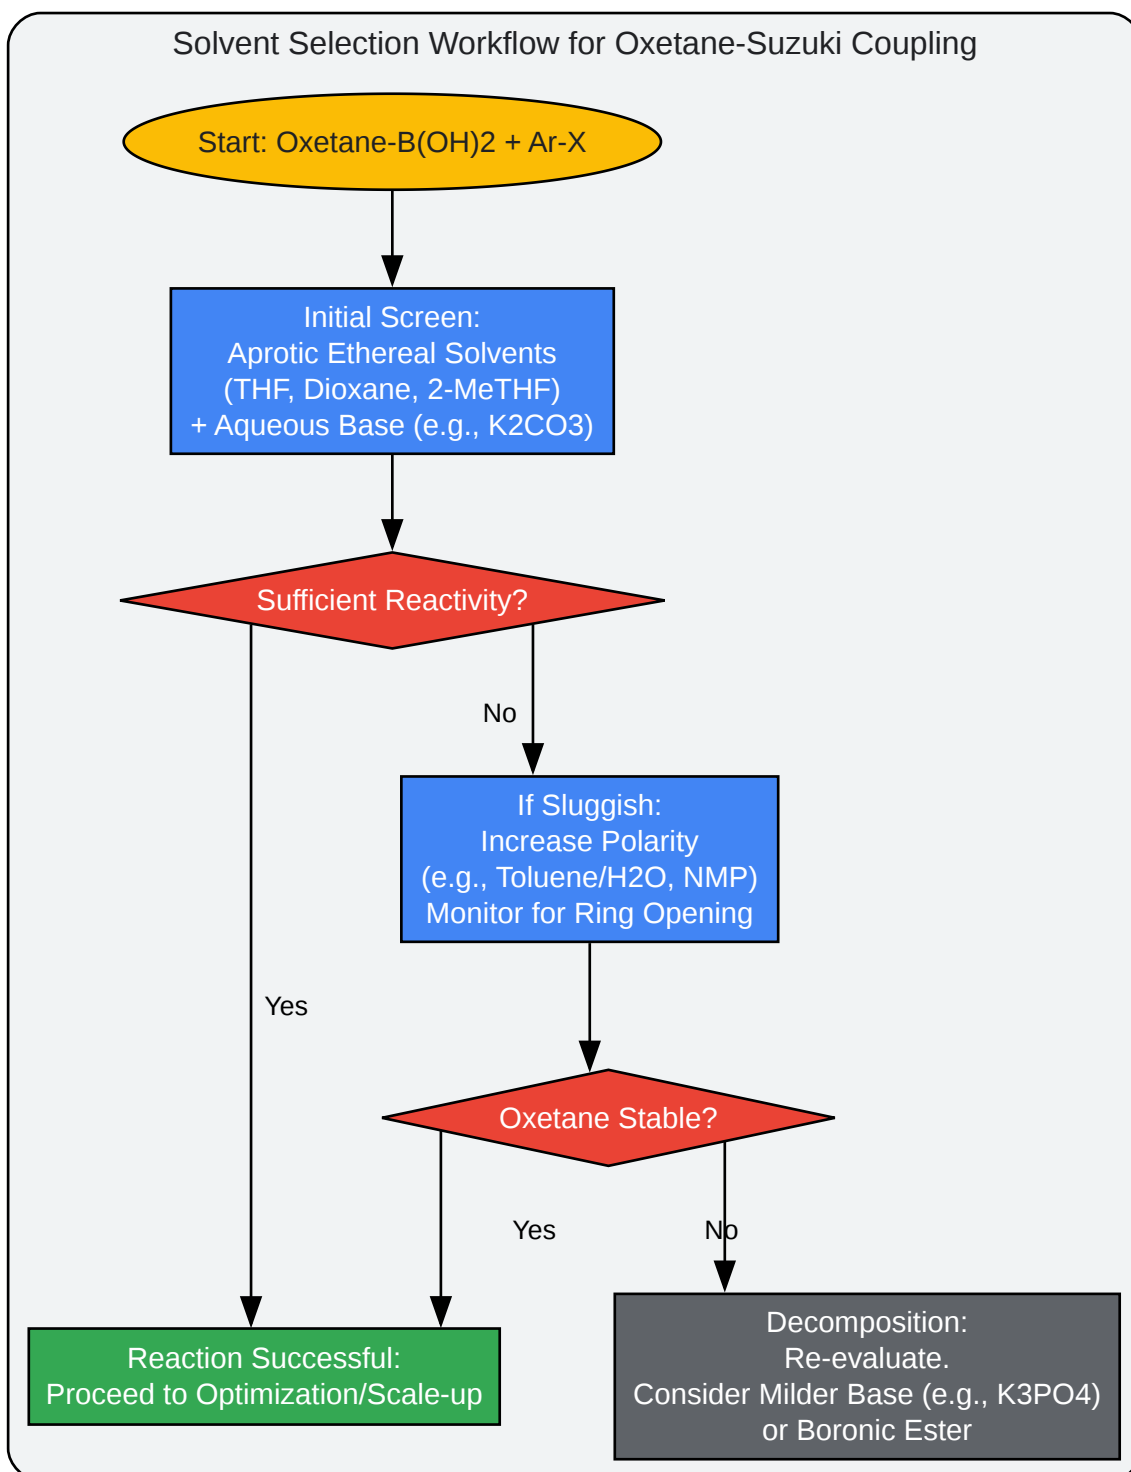 Solvent Selection Workflow for Oxetane-Suzuki Coupling
Start: Oxetane-B(OH)2 + Ar-X
Initial Screen:
Aprotic Ethereal Solvents
(THF, Dioxane, 2-MeTHF)
+ Aqueous Base (e.g., K2CO3)
Sufficient Reactivity?
No
If Sluggish:
Increase Polarity
(e.g., Toluene/H2O, NMP)
Monitor for Ring Opening
Yes
Oxetane Stable?
Yes
No
Reaction Successful:
Proceed to Optimization/Scale-up
Decomposition:
Re-evaluate.
Consider Milder Base (e.g., K3PO4)
or Boronic Ester